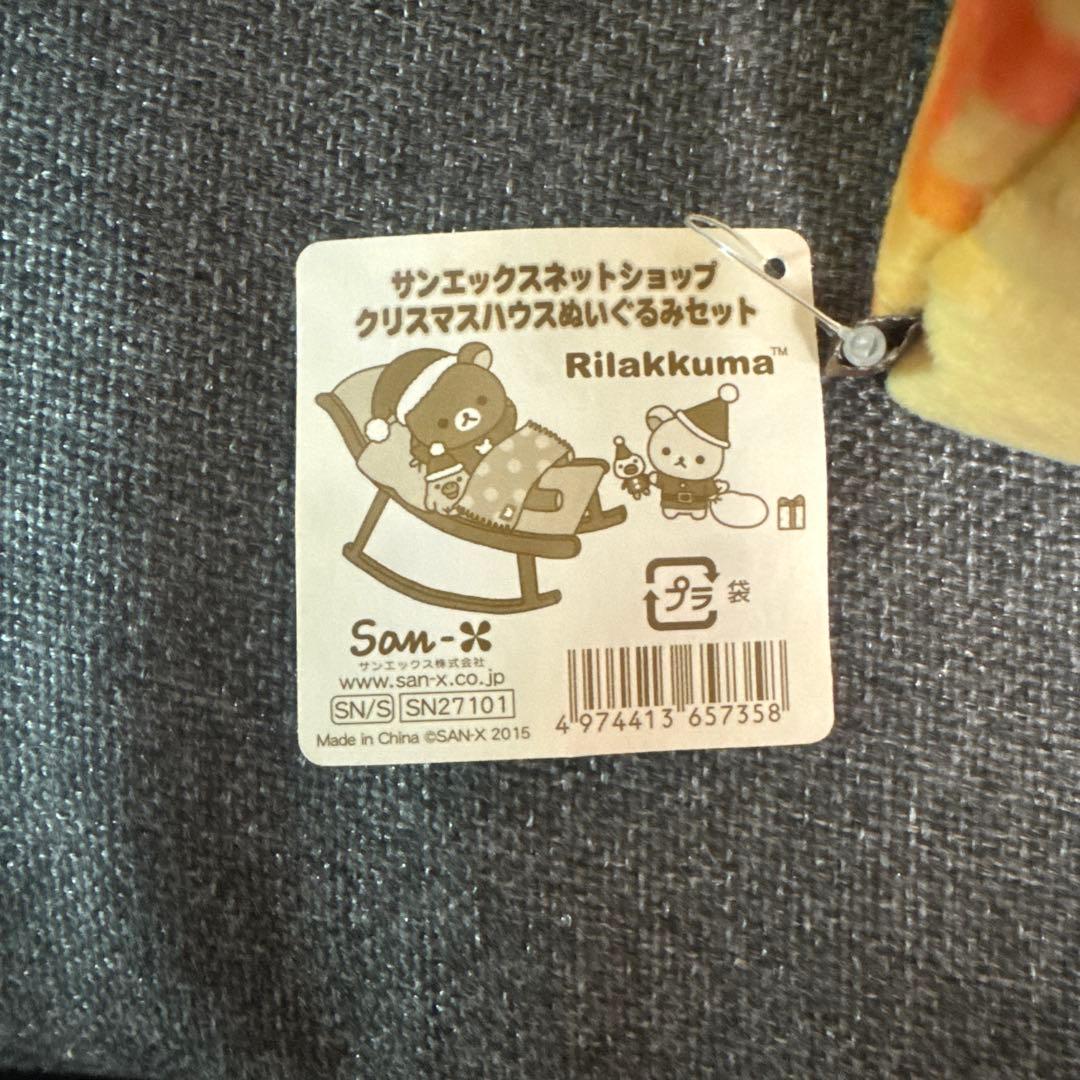 サンエックスネットショップ
クリスマスハウスぬいぐるみセット
Rilakkuma™
プラ 袋
San-X
サンエックス株式会社
www.san-x.co.jp
SN/S SN27101
Made in China ©SAN-X 2015
4 974413 657358